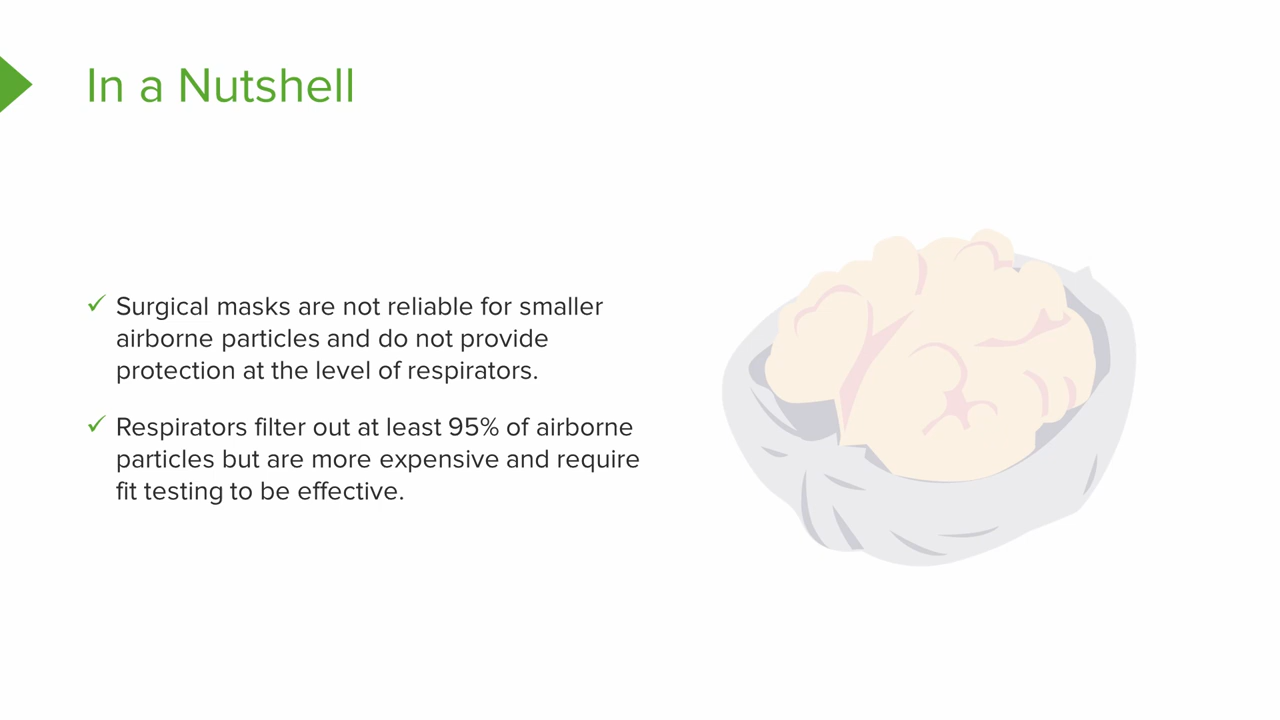 In a Nutshell
✓ Surgical masks are not reliable for smaller
airborne particles and do not provide
protection at the level of respirators.
✓ Respirators filter out at least 95% of airborne
particles but are more expensive and require
fit testing to be effective.